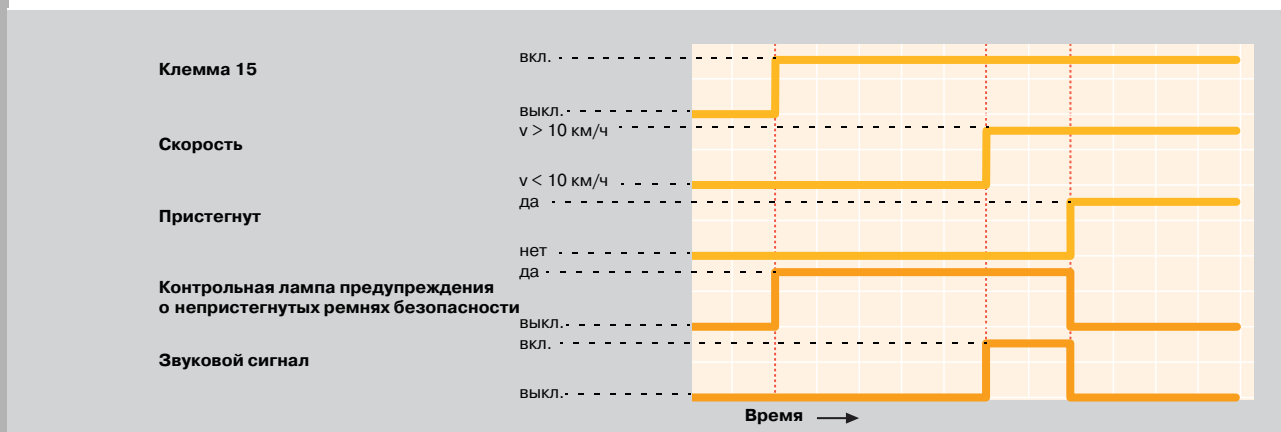 Клемма 15
вкл.
выкл.
Скорость
v > 10 км/ч
v < 10 км/ч
Пристегнут
да
нет
Контрольная лампа предупреждения
о непристегнутых ремнях безопасности
да
выкл.
Звуковой сигнал
вкл.
выкл.
Время